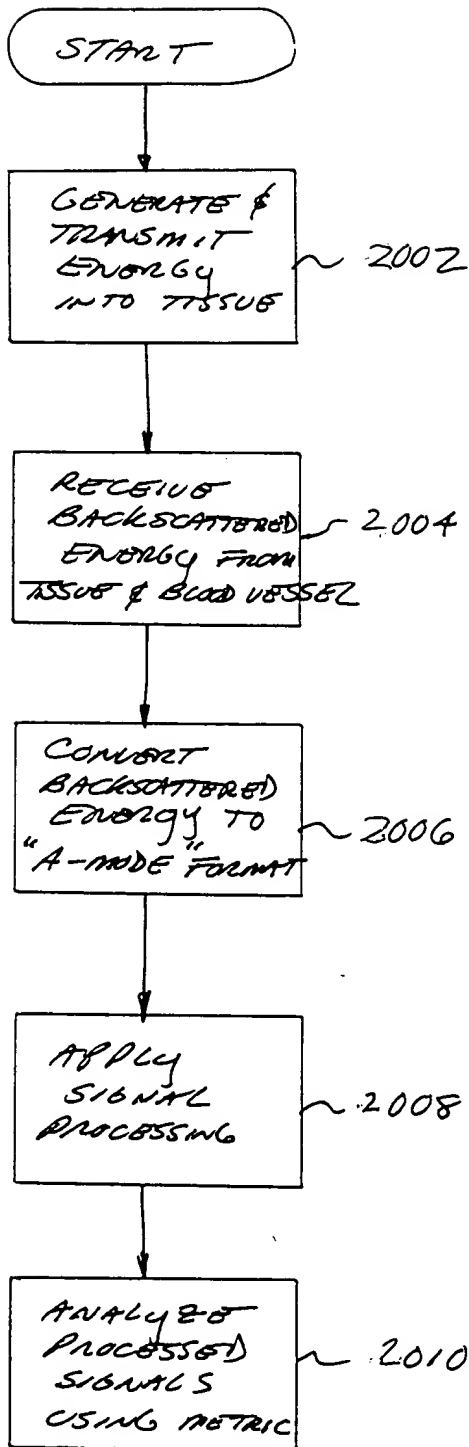 START
GENERATE &
TRANSMIT
ENERGY
INTO TISSUE
2002
RECEIVE
BACKSCATTERED
ENERGY FROM
TISSUE & BLOOD VESSEL
2004
CONVERT
BACKSCATTERED
ENERGY TO
"A-MODE" FORMAT
2006
APPLY
SIGNAL
PROCESSING
2008
ANALYZE
PROCESSED
SIGNALS
USING METRIC
2010